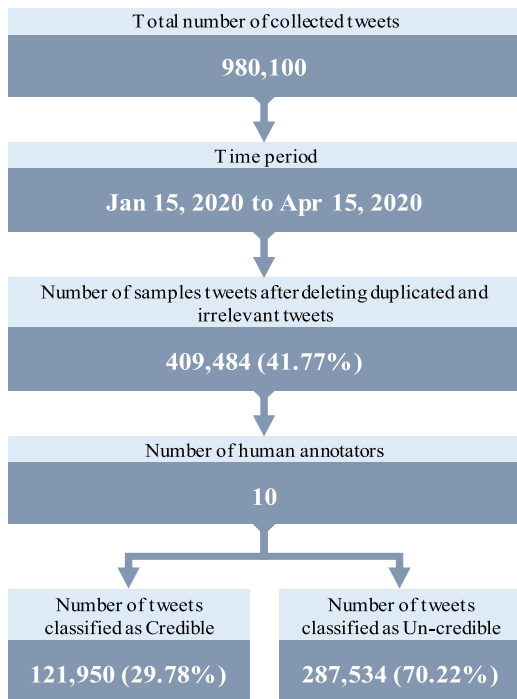 Total number of collected tweets
980,100
Time period
Jan 15, 2020 to Apr 15, 2020
Number of samples tweets after deleting duplicated and
irrelevant tweets
409,484 (41.77%)
Number of human annotators
10
Number of tweets
classified as Credible
121,950 (29.78%)
Number of tweets
classified as Un-credible
287,534 (70.22%)